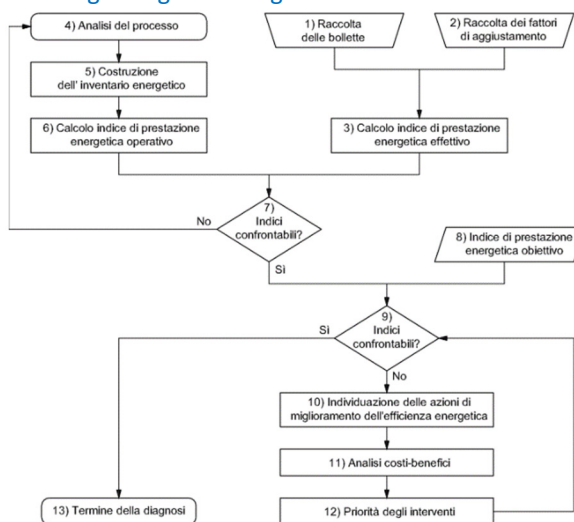 4) Analisi del processo
1) Raccolta
delle bollette
2) Raccolta dei fattori
di aggiustamento
5) Costruzione
dell' inventario energetico
6) Calcolo indice di prestazione
energetica operativo
3) Calcolo indice di prestazione
energetica effettivo
7)
Indici
confrontabili?
No
Sì
8) Indice di prestazione
energetica obiettivo
9)
Indici
confrontabili?
Sì
No
10) Individuazione delle azioni di
miglioramento dell'efficienza energetica
11) Analisi costi-benefici
13) Termine della diagnosi
12) Priorità degli interventi